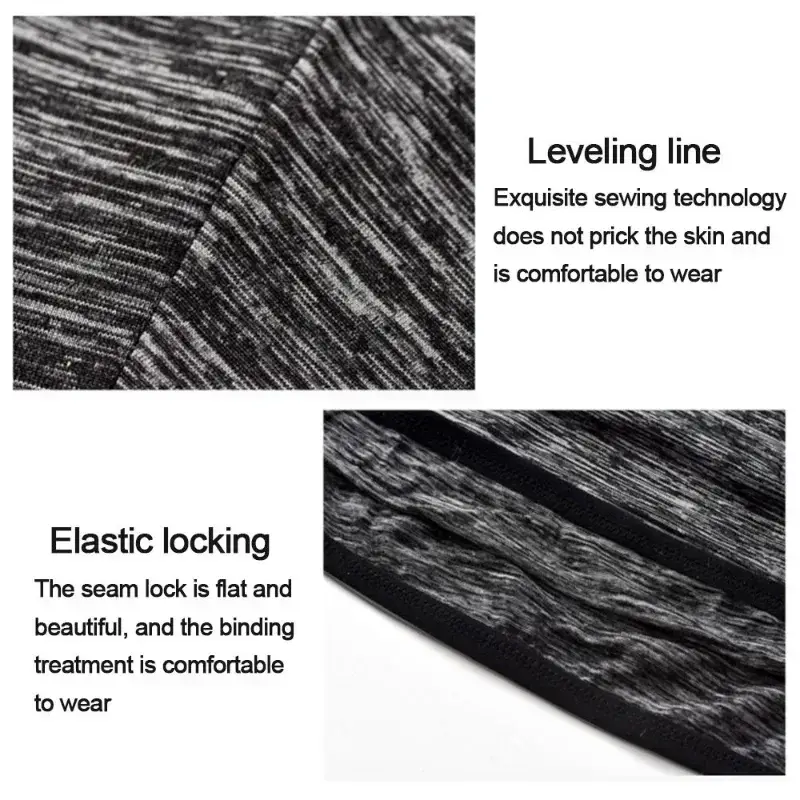 Leveling line
Exquisite sewing technology
does not prick the skin and
is comfortable to wear
Elastic locking
The seam lock is flat and
beautiful, and the binding
treatment is comfortable
to wear